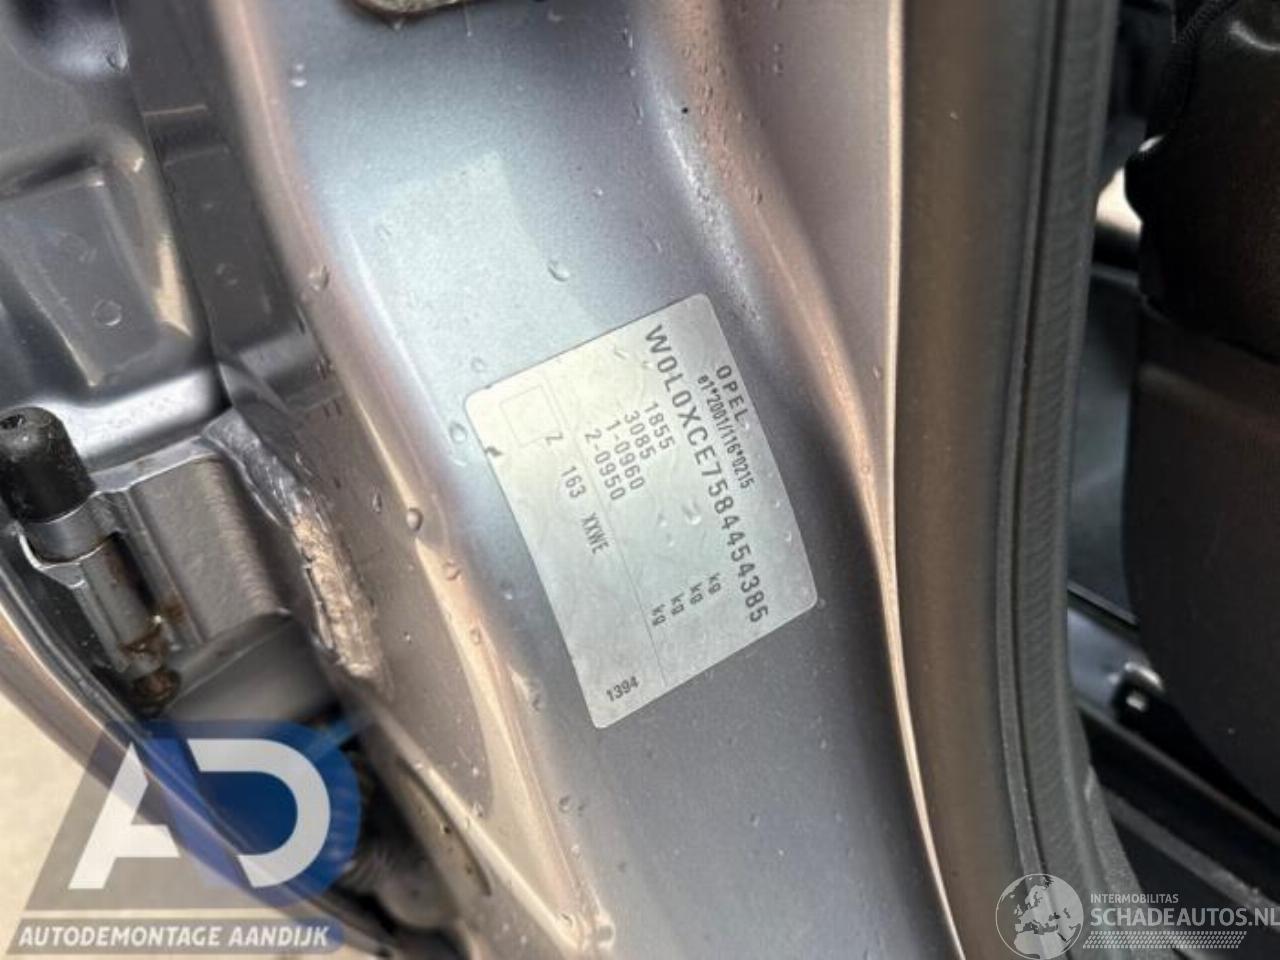 OPEL
e1*2001/116*0215
W0L0XCE7584454385
1855 kg
3085 kg
1-0960 kg
2-0950 kg
Z 163 XXWE
1394
AD
AUTODEMONTAGE AANDIJK
INTERMOBILITAS
SCHADEAUTOS.NL